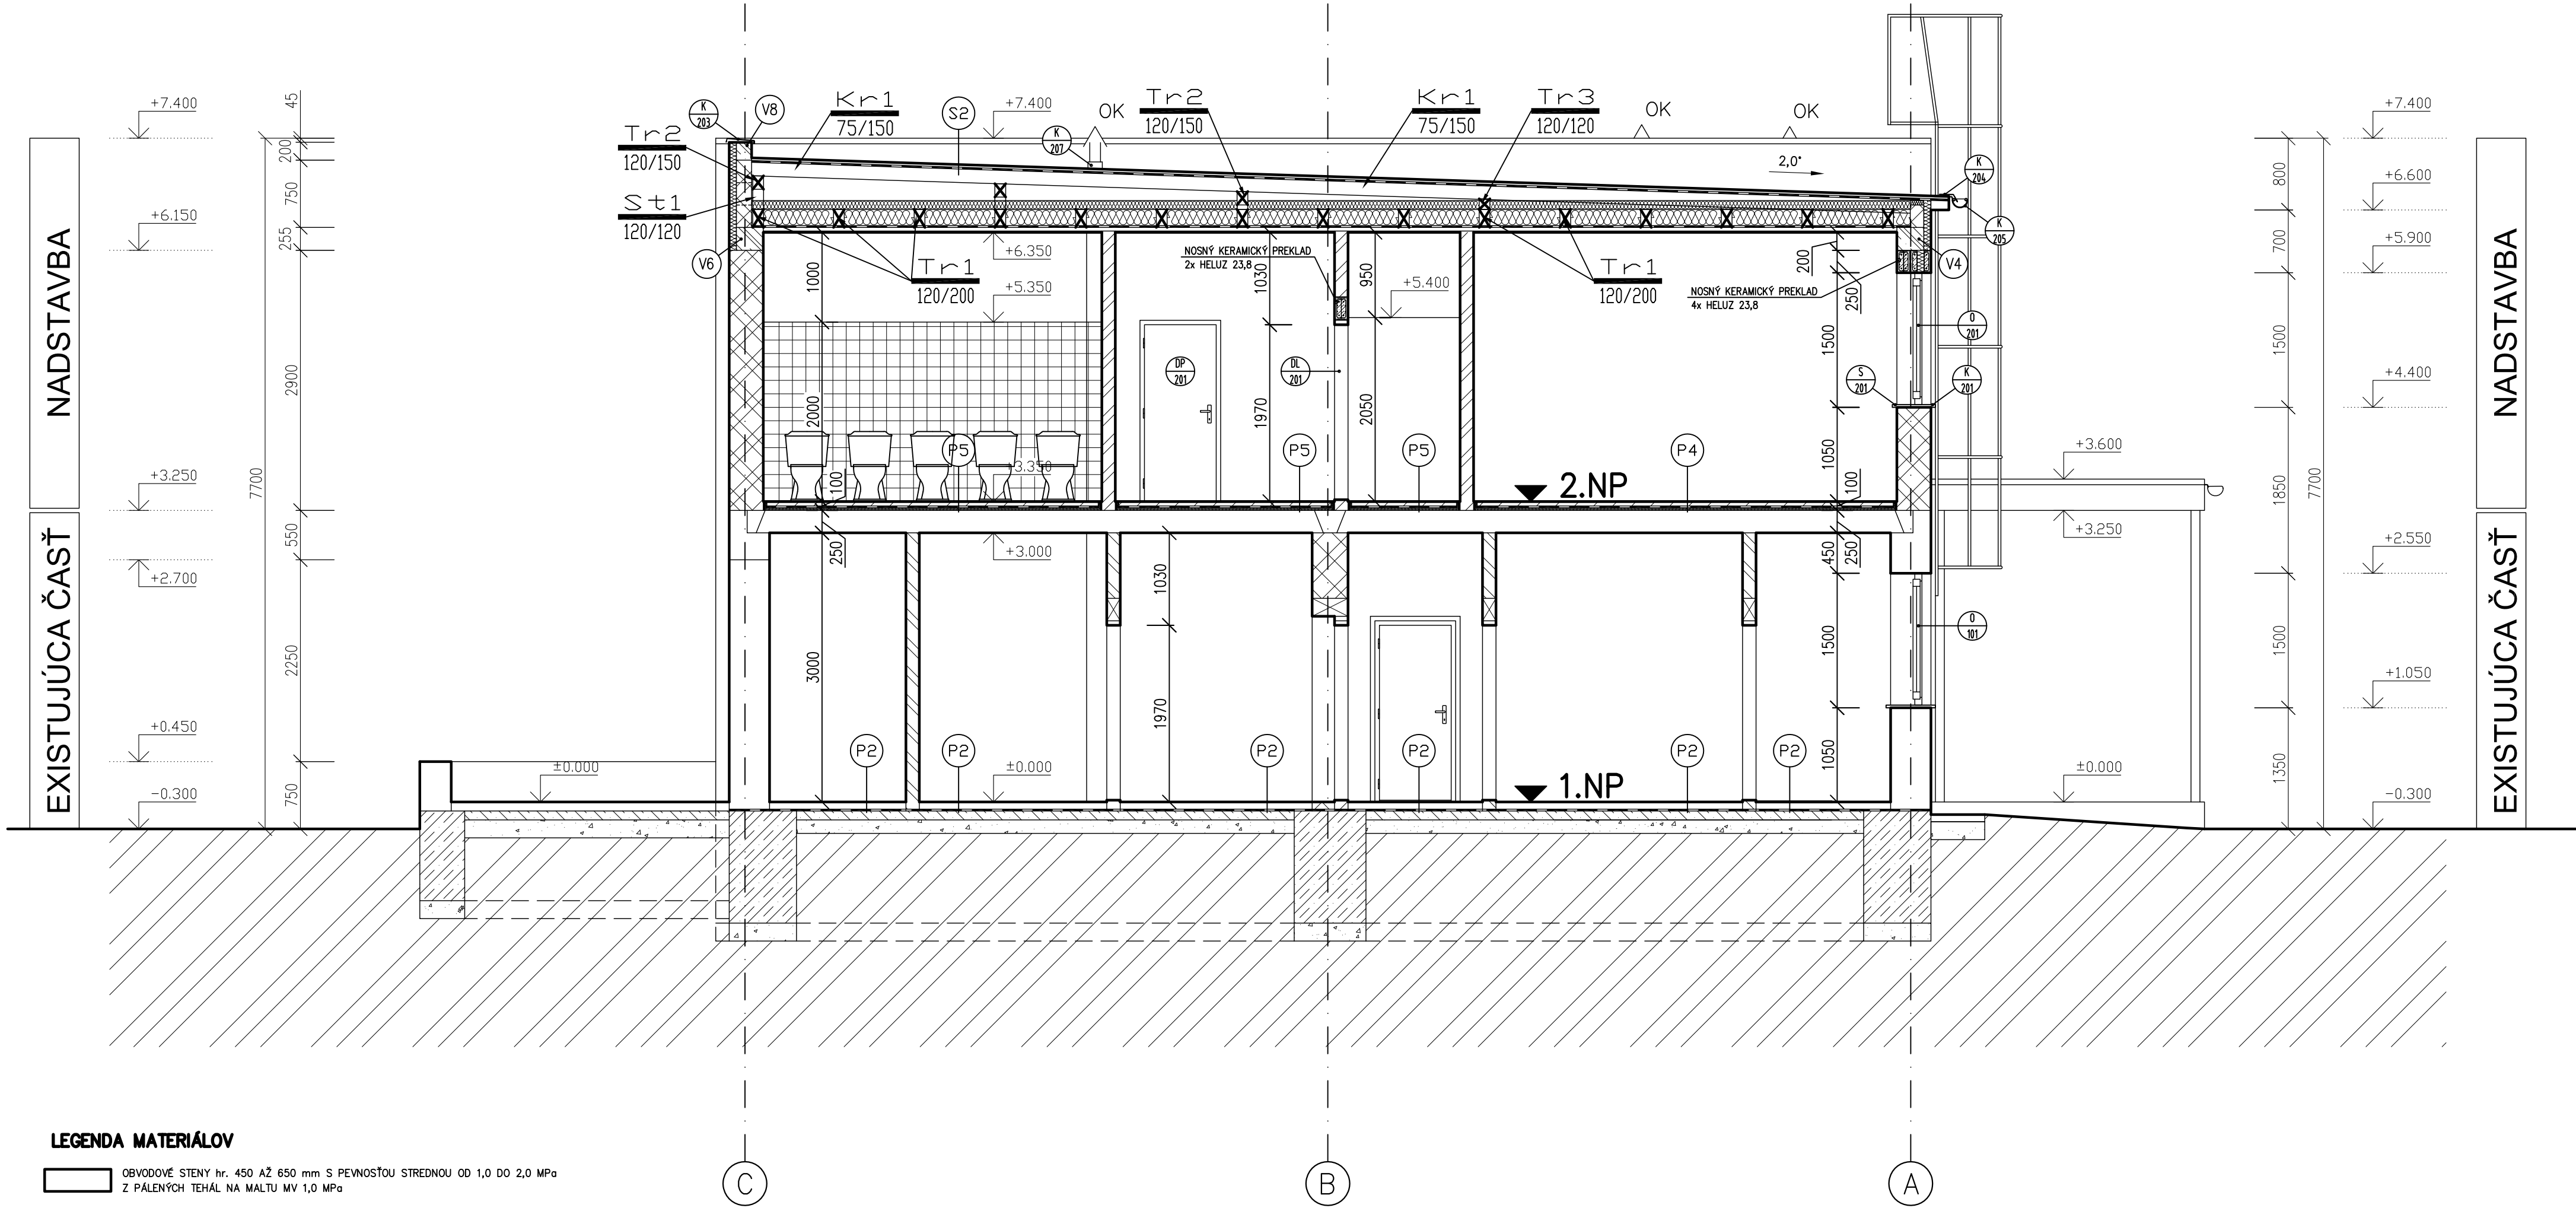 NADSTAVBA
EXISTUJÚCA ČASŤ
+7.400
+6.150
+3.250
+2.700
+0.450
-0.300
7700
45
200
750
255
2900
550
2250
750
K
203
V8
Kr1
75/150
S2
+7.400
OK
K
207
Tr2
120/150
Kr1
75/150
Tr3
120/120
OK
OK
Tr2
120/150
St1
120/120
2,0°
K
204
K
205
V6
V4
+6.350
+5.350
1000
2000
Tr1
120/200
NOSNÝ KERAMICKÝ PREKLAD
2x HELUZ 23,8
1030
950
+5.400
Tr1
120/200
NOSNÝ KERAMICKÝ PREKLAD
4x HELUZ 23,8
200
250
1500
O
201
DP
201
DL
201
1970
2050
S
201
K
201
P5
+3.350
100
P5
P5
P4
1050
100
2.NP
+3.600
+3.250
250
+3.000
450
250
3000
1030
1970
1500
O
101
P2
P2
P2
P2
P2
P2
1050
±0.000
±0.000
1.NP
±0.000
800
700
1500
1850
1500
1350
7700
+7.400
+6.600
+5.900
+4.400
+2.550
+1.050
-0.300
NADSTAVBA
EXISTUJÚCA ČASŤ
LEGENDA MATERIÁLOV
OBVODOVÉ STENY hr. 450 AŽ 650 mm S PEVNOSŤOU STREDNOU OD 1,0 DO 2,0 MPa
Z PÁLENÝCH TEHÁL NA MALTU MV 1,0 MPa
C
B
A